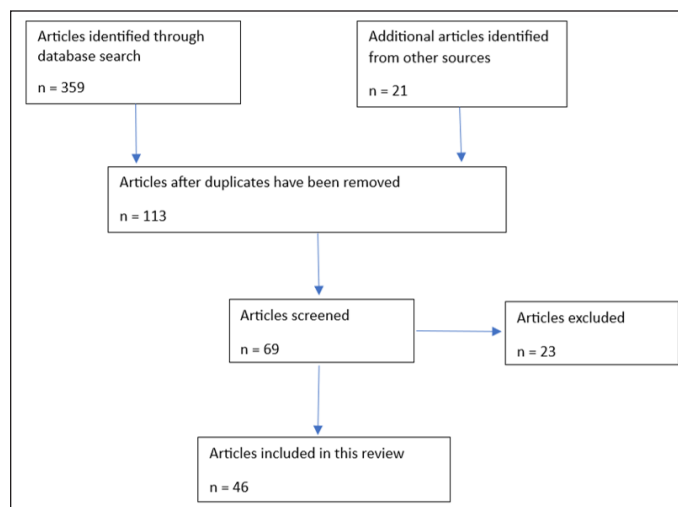 Articles identified through
database search
n = 359
Additional articles identified
from other sources
n = 21
Articles after duplicates have been removed
n = 113
Articles screened
n = 69
Articles excluded
n = 23
Articles included in this review
n = 46